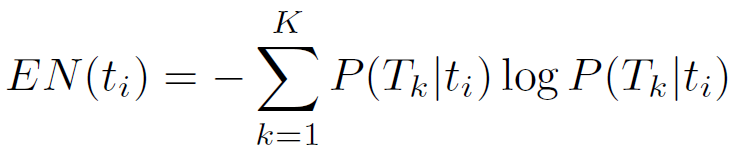 EN(t_i) = -\sum_{k=1}^{K} P(T_k|t_i) \log P(T_k|t_i)